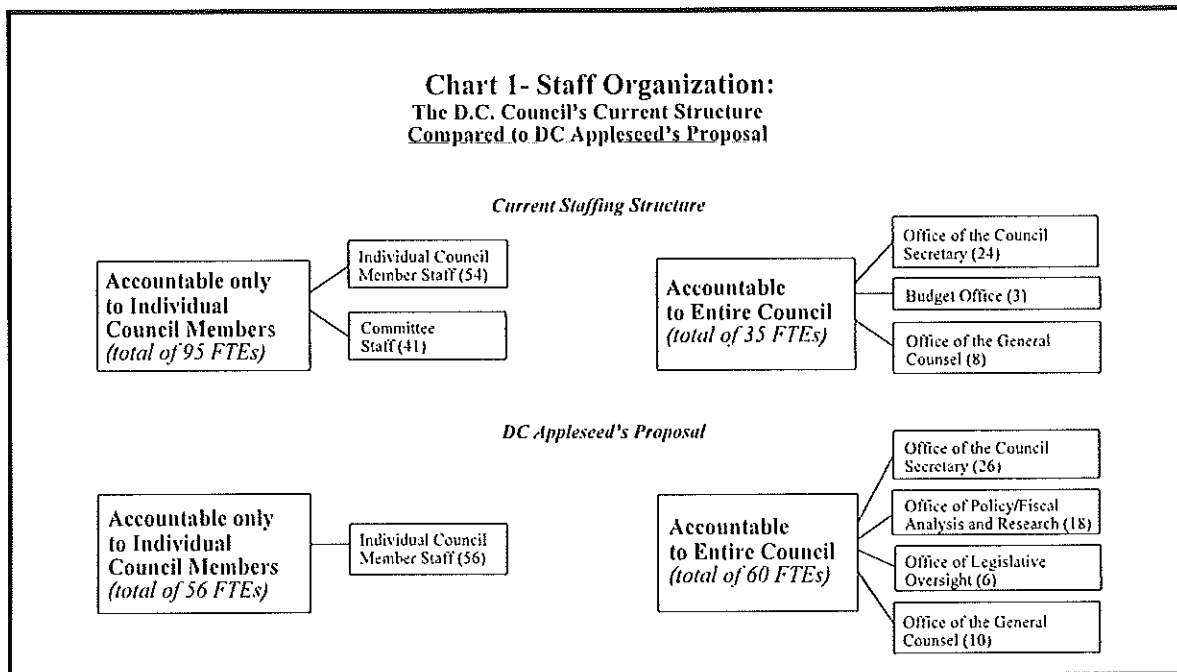 Chart 1- Staff Organization:
The D.C. Council's Current Structure
Compared to DC Appleseed's Proposal
Current Staffing Structure
Accountable only
to Individual
Council Members
(total of 95 FTEs)
Individual Council
Member Staff (54)
Committee
Staff (41)
Accountable
to Entire Council
(total of 35 FTEs)
Office of the Council
Secretary (24)
Budget Office (3)
Office of the General
Counsel (8)
DC Appleseed's Proposal
Accountable only
to Individual
Council Members
(total of 56 FTEs)
Individual Council
Member Staff (56)
Accountable
to Entire Council
(total of 60 FTEs)
Office of the Council
Secretary (26)
Office of Policy/Fiscal
Analysis and Research (18)
Office of Legislative
Oversight (6)
Office of the General
Counsel (10)